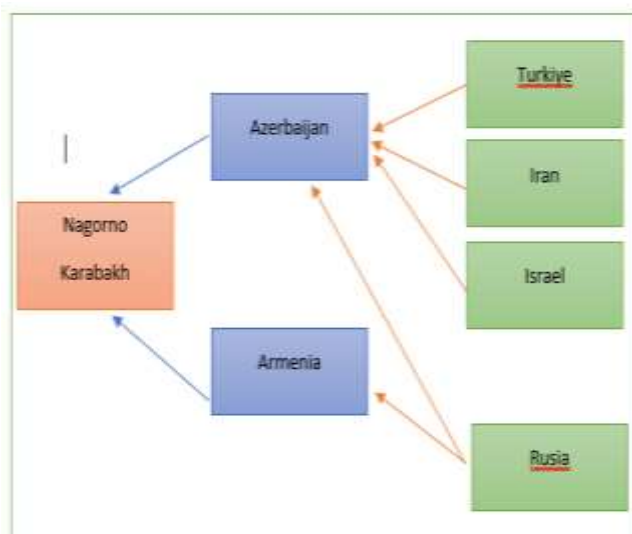 Turkiye
Azerbaijan
Iran
Nagorno
Karabakh
Israel
Armenia
Rusia